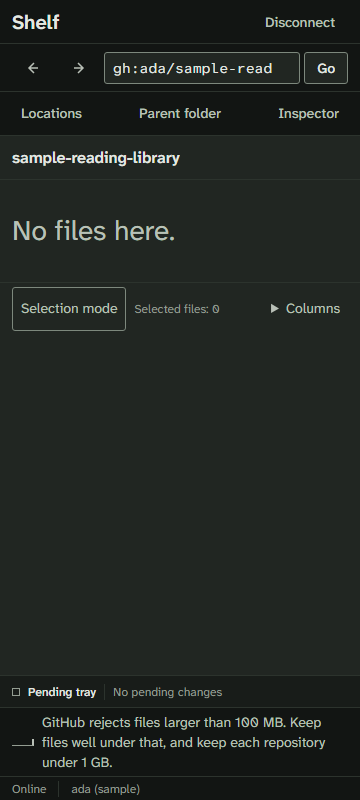 Shelf
Disconnect
← → gh:ada/sample-read Go
Locations Parent folder Inspector
sample-reading-library
No files here.
Selection mode Selected files: 0 ▶ Columns
Pending tray No pending changes
GitHub rejects files larger than 100 MB. Keep
files well under that, and keep each repository
under 1 GB.
Online ada (sample)